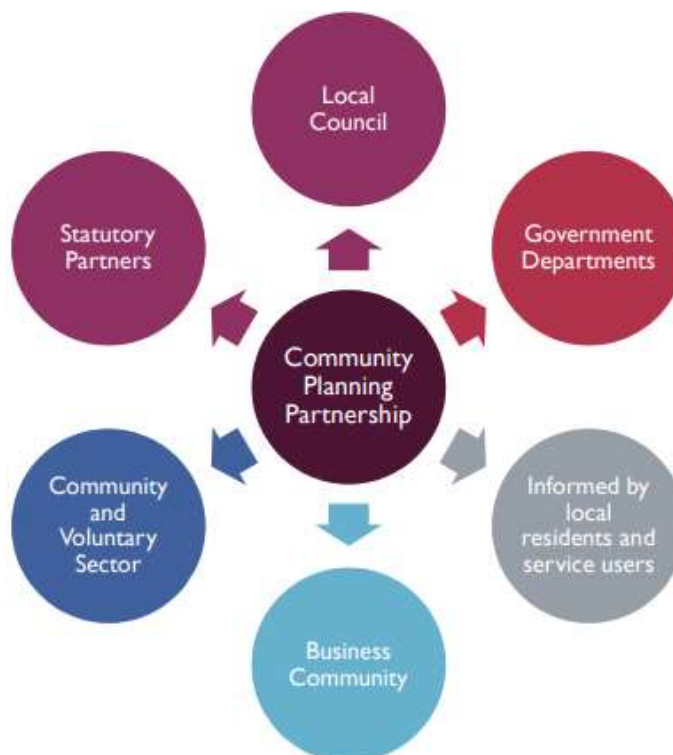 Local
Council
Statutory
Partners
Government
Departments
Community
Planning
Partnership
Community
and
Voluntary
Sector
Informed by
local
residents and
service users
Business
Community